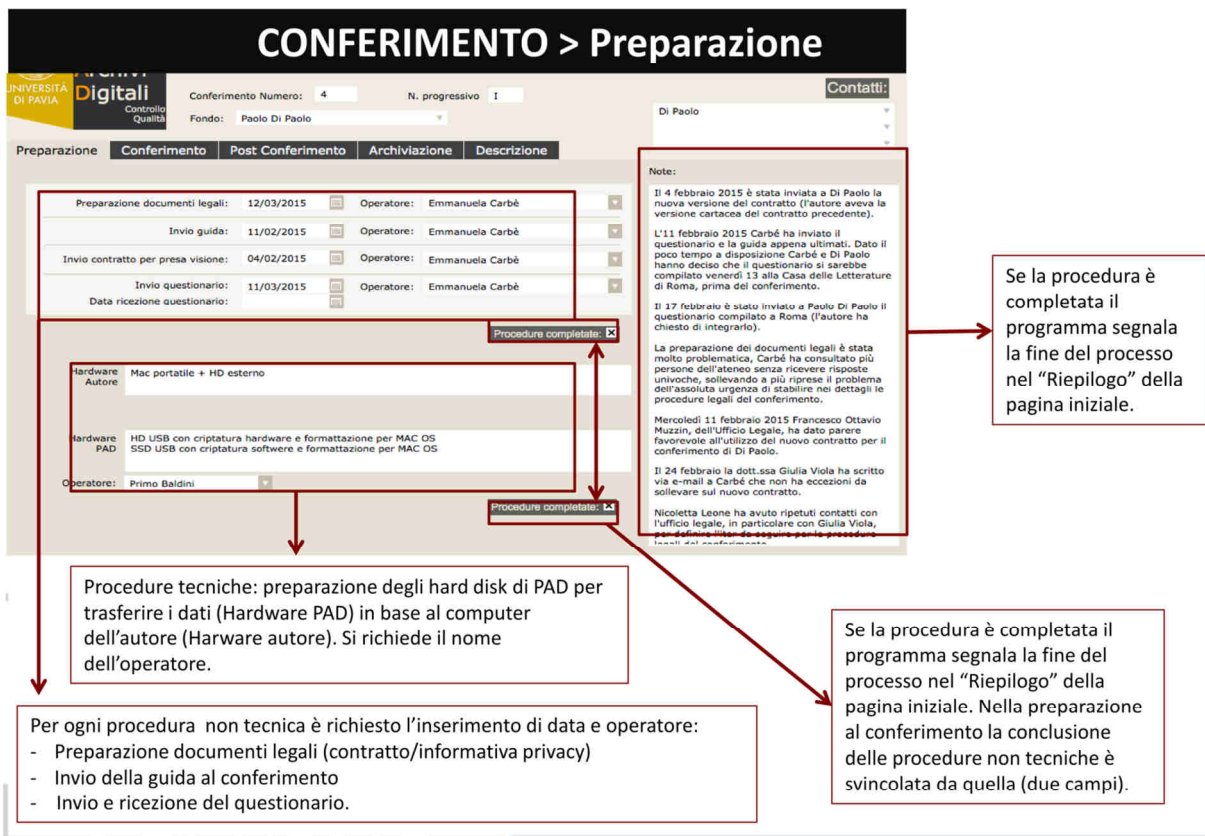 CONFERIMENTO > Preparazione
UNIVERSITÀ
DI PAVIA
Archivi
Digitali
Controllo
Qualità
Conferimento Numero: 4
N. progressivo I
Fondo: Paolo Di Paolo
Contatti:
Di Paolo
Preparazione Conferimento Post Conferimento Archiviazione Descrizione
Preparazione documenti legali: 12/03/2015 Operatore: Emmanuela Carbè
Invio guida: 11/02/2015 Operatore: Emmanuela Carbè
Invio contratto per presa visione: 04/02/2015 Operatore: Emmanuela Carbè
Invio questionario: 11/03/2015 Operatore: Emmanuela Carbè
Data ricezione questionario:
Procedure completate:
Hardware
Autore
Mac portatile + HD esterno
Hardware
PAD
HD USB con criptatura hardware e formattazione per MAC OS
SSD USB con criptatura softwere e formattazione per MAC OS
Operatore: Primo Baldini
Procedure completate:
Note:
Il 4 febbraio 2015 è stata inviata a Di Paolo la
nuova versione del contratto (l'autore aveva la
versione cartacea del contratto precedente).
L'11 febbraio 2015 Carbé ha inviato il
questionario e la guida appena ultimati. Dato il
poco tempo a disposizione Carbé e Di Paolo
hanno deciso che il questionario si sarebbe
compilato venerdì 13 alla Casa delle Letterature
di Roma, prima del conferimento.
Il 17 febbraio è stato inviato a Paolo Di Paolo il
questionario compilato a Roma (l'autore ha
chiesto di integrarlo).
La preparazione dei documenti legali è stata
molto problematica, Carbé ha consultato più
persone dell'ateneo senza ricevere risposte
univoche, sollevando a più riprese il problema
dell'assoluta urgenza di stabilire nei dettagli le
procedure legali del conferimento.
Mercoledì 11 febbraio 2015 Francesco Ottavio
Muzzin, dell'Ufficio Legale, ha dato parere
favorevole all'utilizzo del nuovo contratto per il
conferimento di Di Paolo.
Il 24 febbraio la dott.ssa Giulia Viola ha scritto
via e-mail a Carbé che non ha eccezioni da
sollevare sul nuovo contratto.
Nicoletta Leone ha avuto ripetuti contatti con
l'ufficio legale, in particolare con Giulia Viola,
per definire l'iter da seguire per le procedure
legali del conferimento
Se la procedura è
completata il
programma segnala
la fine del processo
nel “Riepilogo” della
pagina iniziale.
Procedure tecniche: preparazione degli hard disk di PAD per
trasferire i dati (Hardware PAD) in base al computer
dell’autore (Harware autore). Si richiede il nome
dell’operatore.
Se la procedura è completata il
programma segnala la fine del
processo nel “Riepilogo” della
pagina iniziale. Nella preparazione
al conferimento la conclusione
delle procedure non tecniche è
svincolata da quella (due campi).
Per ogni procedura non tecnica è richiesto l’inserimento di data e operatore:
- Preparazione documenti legali (contratto/informativa privacy)
- Invio della guida al conferimento
- Invio e ricezione del questionario.